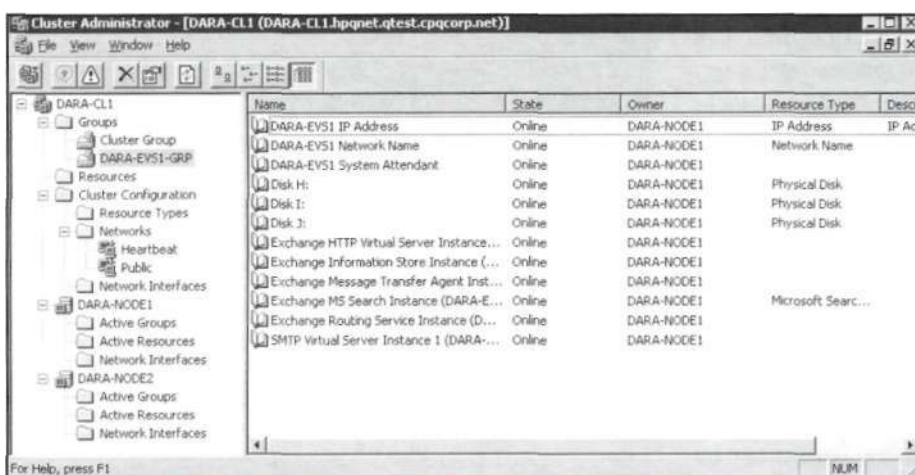 Cluster Administrator - [DARA-CL1 (DARA-CL1.hpqnet.qtest.cpqcorp.net)]
File View Window Help
DARA-CL1
Groups
Cluster Group
DARA-EVS1-GRP
Resources
Cluster Configuration
Resource Types
Networks
Heartbeat
Public
Network Interfaces
DARA-NODE1
Active Groups
Active Resources
Network Interfaces
DARA-NODE2
Active Groups
Active Resources
Network Interfaces
Name State Owner Resource Type Desc
DARA-EVS1 IP Address Online DARA-NODE1 IP Address IP Ad
DARA-EVS1 Network Name Online DARA-NODE1 Network Name
DARA-EVS1 System Attendant Online DARA-NODE1
Disk H: Online DARA-NODE1 Physical Disk
Disk I: Online DARA-NODE1 Physical Disk
Disk J: Online DARA-NODE1 Physical Disk
Exchange HTTP Virtual Server Instance... Online DARA-NODE1
Exchange Information Store Instance (... Online DARA-NODE1
Exchange Message Transfer Agent Inst... Online DARA-NODE1
Exchange MS Search Instance (DARA-E... Online DARA-NODE1 Microsoft Searc...
Exchange Routing Service Instance (D... Online DARA-NODE1
SMTP Virtual Server Instance 1 (DARA-... Online DARA-NODE1
For Help, press F1 NUM